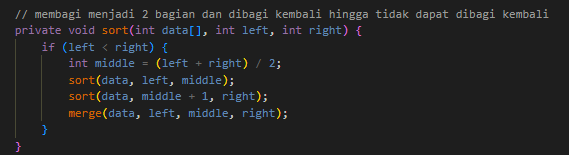 // membagi menjadi 2 bagian dan dibagi kembali hingga tidak dapat dibagi kembali
private void sort(int data[], int left, int right) {
    if (left < right) {
        int middle = (left + right) / 2;
        sort(data, left, middle);
        sort(data, middle + 1, right);
        merge(data, left, middle, right);
    }
}